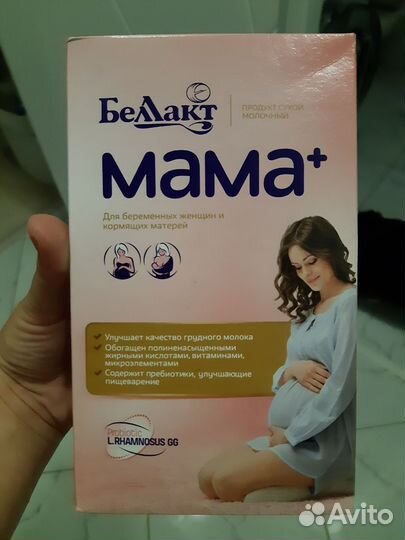 Беллакт
ПРОДУКТ СУХОЙ
МОЛОЧНЫЙ
мама+
Для беременных женщин и
кормящих матерей
Улучшает качество грудного молока
Обогащен полиненасыщенными
жирными кислотами, витаминами,
микроэлементами
Содержит пребиотики, улучшающие
пищеварение
Probiotic
L.RHAMNOSUS GG
Avito